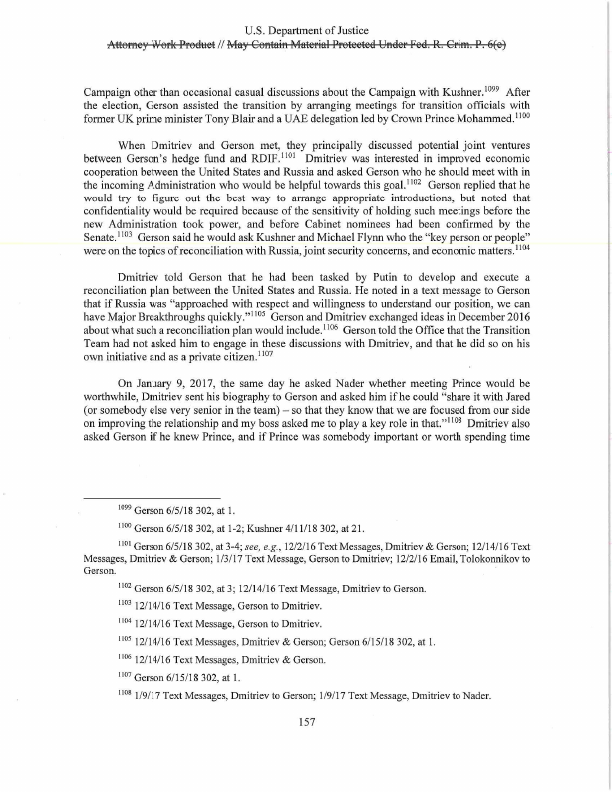 U.S. Department of Justice
Attorney Work Product // May Contain Material Protected Under Fed. R. Crim. P. 6(e)
Campaign other than occasional casual discussions about the Campaign with Kushner.1099 After
the election, Gerson assisted the transition by arranging meetings for transition officials with
former UK prime minister Tony Blair and a UAE delegation led by Crown Prince Mohammed.1100
When Dmitriev and Gerson met, they principally discussed potential joint ventures
between Gerson's hedge fund and RDIF.1101 Dmitriev was interested in improved economic
cooperation between the United States and Russia and asked Gerson who he should meet with in
the incoming Administration who would be helpful towards this goal.1102 Gerson replied that he
would try to figure out the best way to arrange appropriate introductions, but noted that
confidentiality would be required because of the sensitivity of holding such meetings before the
new Administration took power, and before Cabinet nominees had been confirmed by the
Senate.1103 Gerson said he would ask Kushner and Michael Flynn who the "key person or people"
were on the topics of reconciliation with Russia, joint security concerns, and economic matters.1104
Dmitriev told Gerson that he had been tasked by Putin to develop and execute a
reconciliation plan between the United States and Russia. He noted in a text message to Gerson
that if Russia was "approached with respect and willingness to understand our position, we can
have Major Breakthroughs quickly."1105 Gerson and Dmitriev exchanged ideas in December 2016
about what such a reconciliation plan would include.1106 Gerson told the Office that the Transition
Team had not asked him to engage in these discussions with Dmitriev, and that he did so on his
own initiative and as a private citizen.1107
On January 9, 2017, the same day he asked Nader whether meeting Prince would be
worthwhile, Dmitriev sent his biography to Gerson and asked him if he could "share it with Jared
(or somebody else very senior in the team) – so that they know that we are focused from our side
on improving the relationship and my boss asked me to play a key role in that."1108 Dmitriev also
asked Gerson if he knew Prince, and if Prince was somebody important or worth spending time
1099 Gerson 6/5/18 302, at 1.
1100 Gerson 6/5/18 302, at 1-2; Kushner 4/11/18 302, at 21.
1101 Gerson 6/5/18 302, at 3-4; see, e.g., 12/2/16 Text Messages, Dmitriev & Gerson; 12/14/16 Text
Messages, Dmitriev & Gerson; 1/3/17 Text Message, Gerson to Dmitriev; 12/2/16 Email, Tolokonnikov to
Gerson.
1102 Gerson 6/5/18 302, at 3; 12/14/16 Text Message, Dmitriev to Gerson.
1103 12/14/16 Text Message, Gerson to Dmitriev.
1104 12/14/16 Text Message, Gerson to Dmitriev.
1105 12/14/16 Text Messages, Dmitriev & Gerson; Gerson 6/15/18 302, at 1.
1106 12/14/16 Text Messages, Dmitriev & Gerson.
1107 Gerson 6/15/18 302, at 1.
1108 1/9/17 Text Messages, Dmitriev to Gerson; 1/9/17 Text Message, Dmitriev to Nader.
157